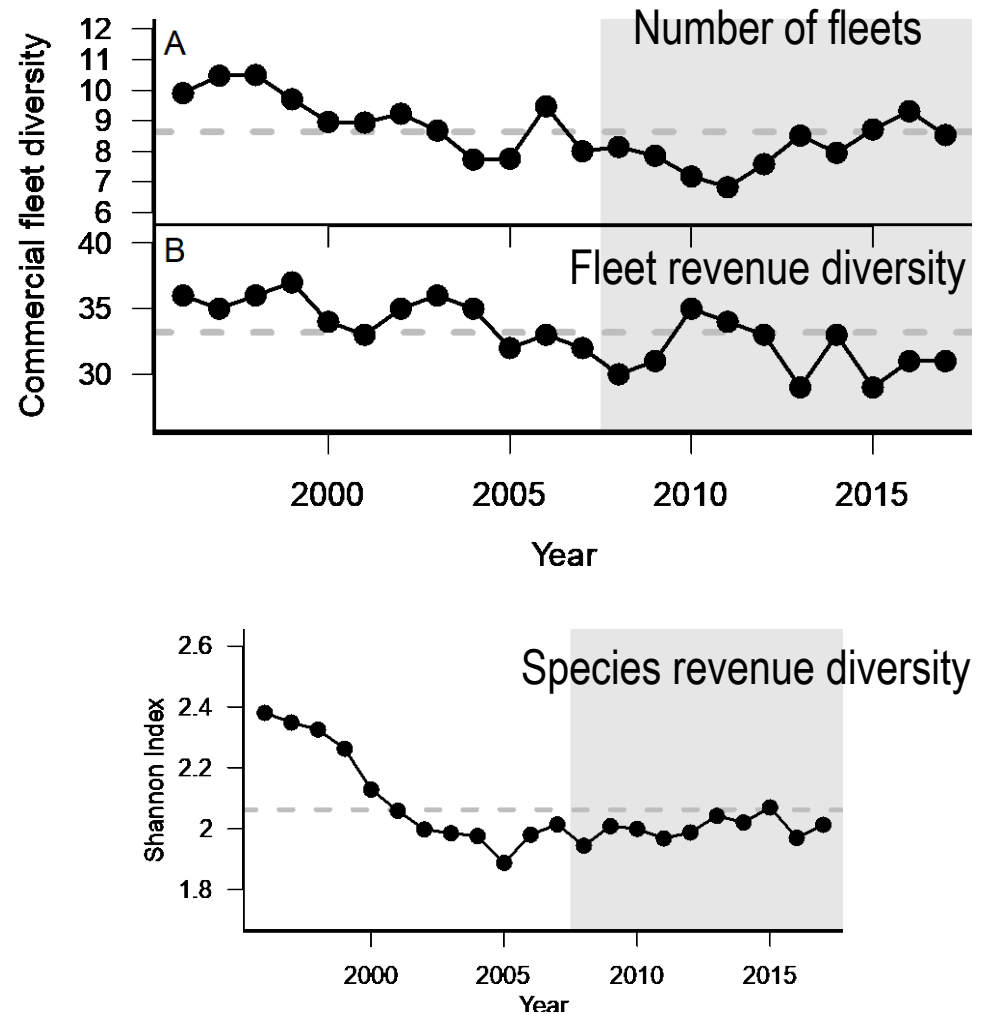 Commercial fleet diversity
A
Number of fleets
12
11
10
9
8
7
6
B
Fleet revenue diversity
40
35
30
2000 2005 2010 2015
Year
Species revenue diversity
Shannon Index
2.6
2.4
2.2
2
1.8
2000 2005 2010 2015
Year